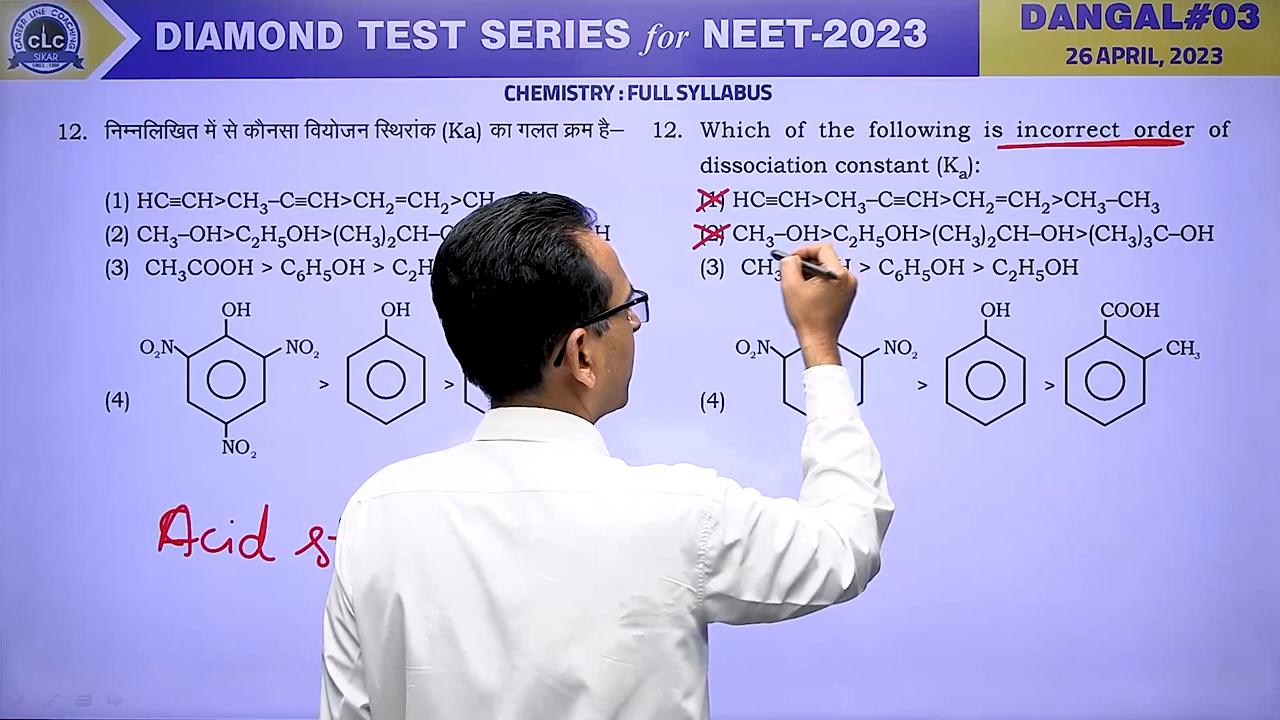 CAREER LINE COACHING
CLC
SIKAR
DIAMOND TEST SERIES for NEET-2023
DANGAL#03
26 APRIL, 2023
CHEMISTRY : FULL SYLLABUS
12. निम्नलिखित में से कौनसा वियोजन स्थिरांक (Ka) का गलत क्रम है–
(1) HC≡CH>CH₃–C≡CH>CH₂=CH₂>CH
(2) CH₃–OH>C₂H₅OH>(CH₃)₂CH–
(3) CH₃COOH > C₆H₅OH > C₂H
OH OH
O₂N NO₂
(4) > >
NO₂
12. Which of the following is incorrect order of
dissociation constant (Kₐ):
(1) HC≡CH>CH₃–C≡CH>CH₂=CH₂>CH₃–CH₃
(2) CH₃–OH>C₂H₅OH>(CH₃)₂CH–OH>(CH₃)₃C–OH
(3) CH > C₆H₅OH > C₂H₅OH
OH COOH
O₂N NO₂ CH₃
(4) > >
Acid